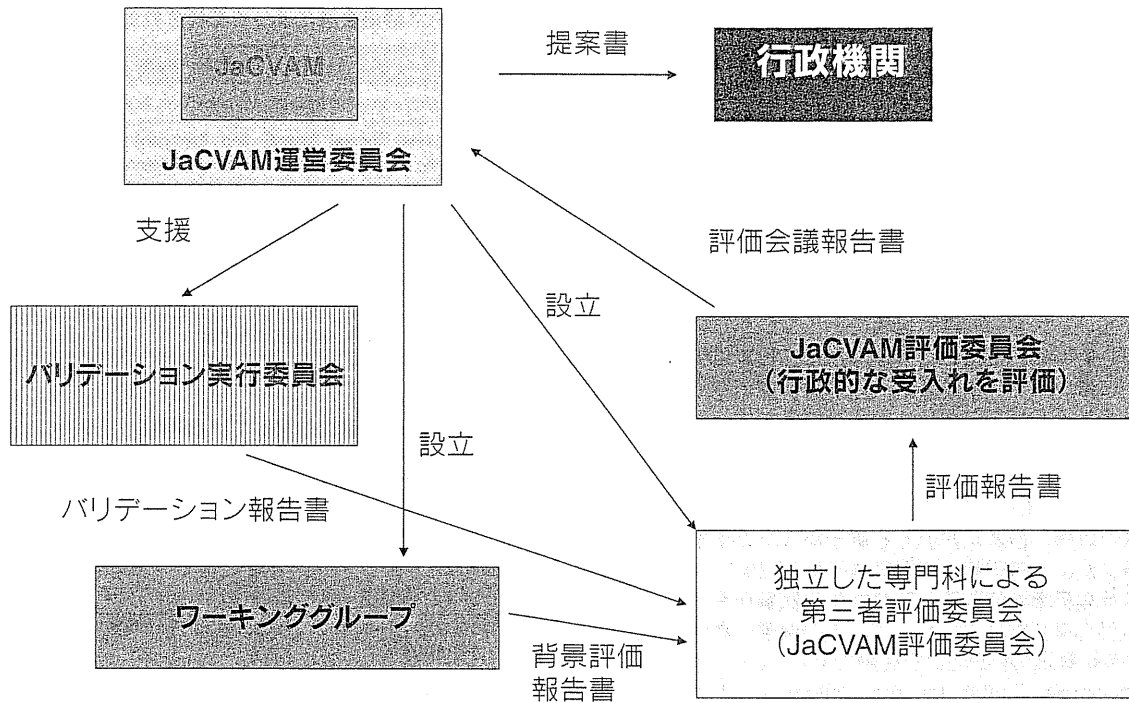 JaCVAM
JaCVAM運営委員会
提案書
行政機関
支援
評価会議報告書
設立
バリデーション実行委員会
JaCVAM評価委員会
(行政的な受入れを評価)
設立
バリデーション報告書
評価報告書
ワーキンググループ
背景評価
報告書
独立した専門科による
第三者評価委員会
(JaCVAM評価委員会)